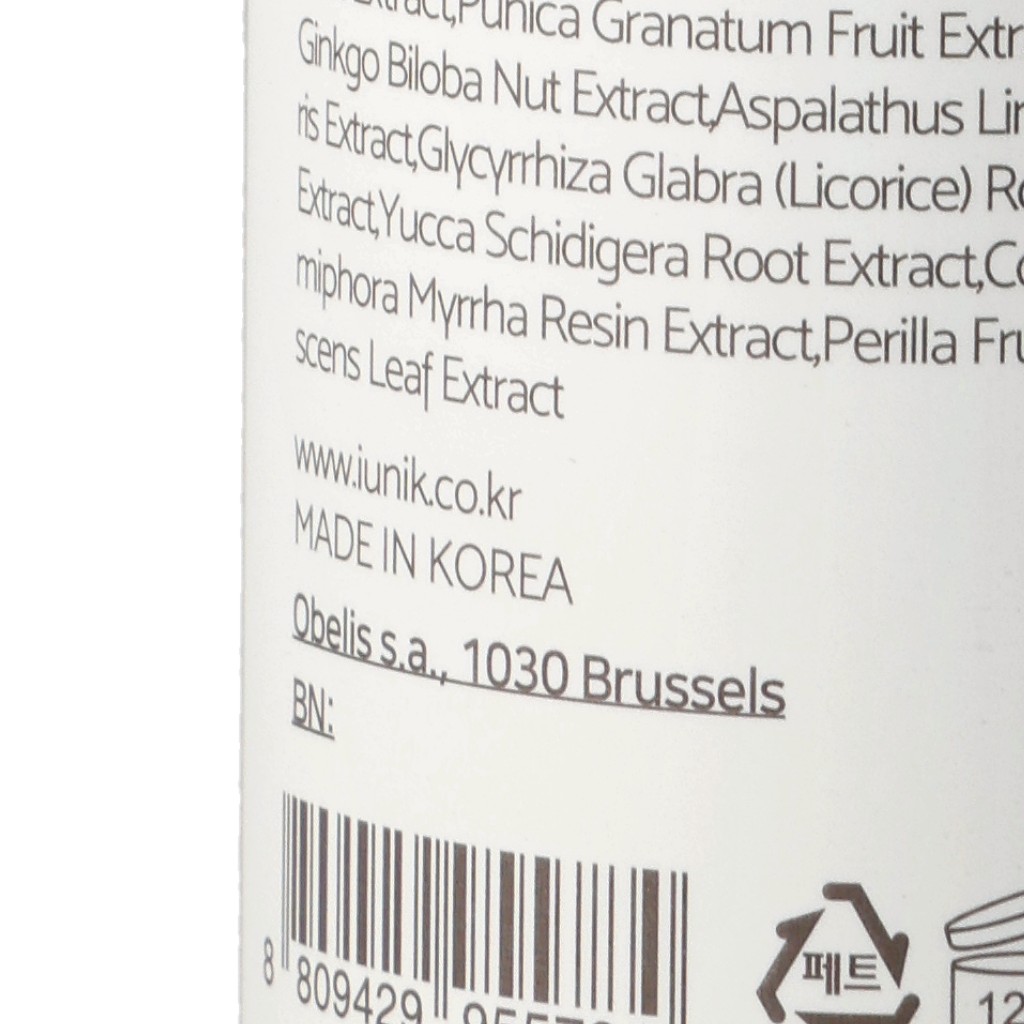 Extract,Punica Granatum Fruit Extr
Ginkgo Biloba Nut Extract,Aspalathus Lin
ris Extract,Glycyrrhiza Glabra (Licorice) Ro
Extract,Yucca Schidigera Root Extract,Co
miphora Myrrha Resin Extract,Perilla Fru
scens Leaf Extract
www.iunik.co.kr
MADE IN KOREA
Obelis s.a., 1030 Brussels
BN:
8 809429
페트
12